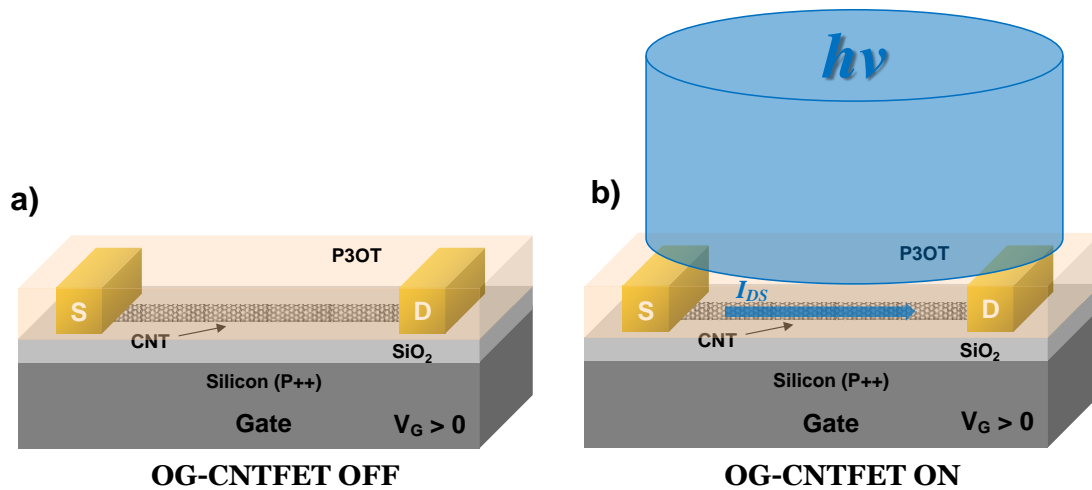 a)
P3OT
S
D
CNT
SiO₂
Silicon (P++)
Gate
V_G > 0
OG-CNTFET OFF
b)
hν
P3OT
I_DS
S
D
CNT
SiO₂
Silicon (P++)
Gate
V_G > 0
OG-CNTFET ON